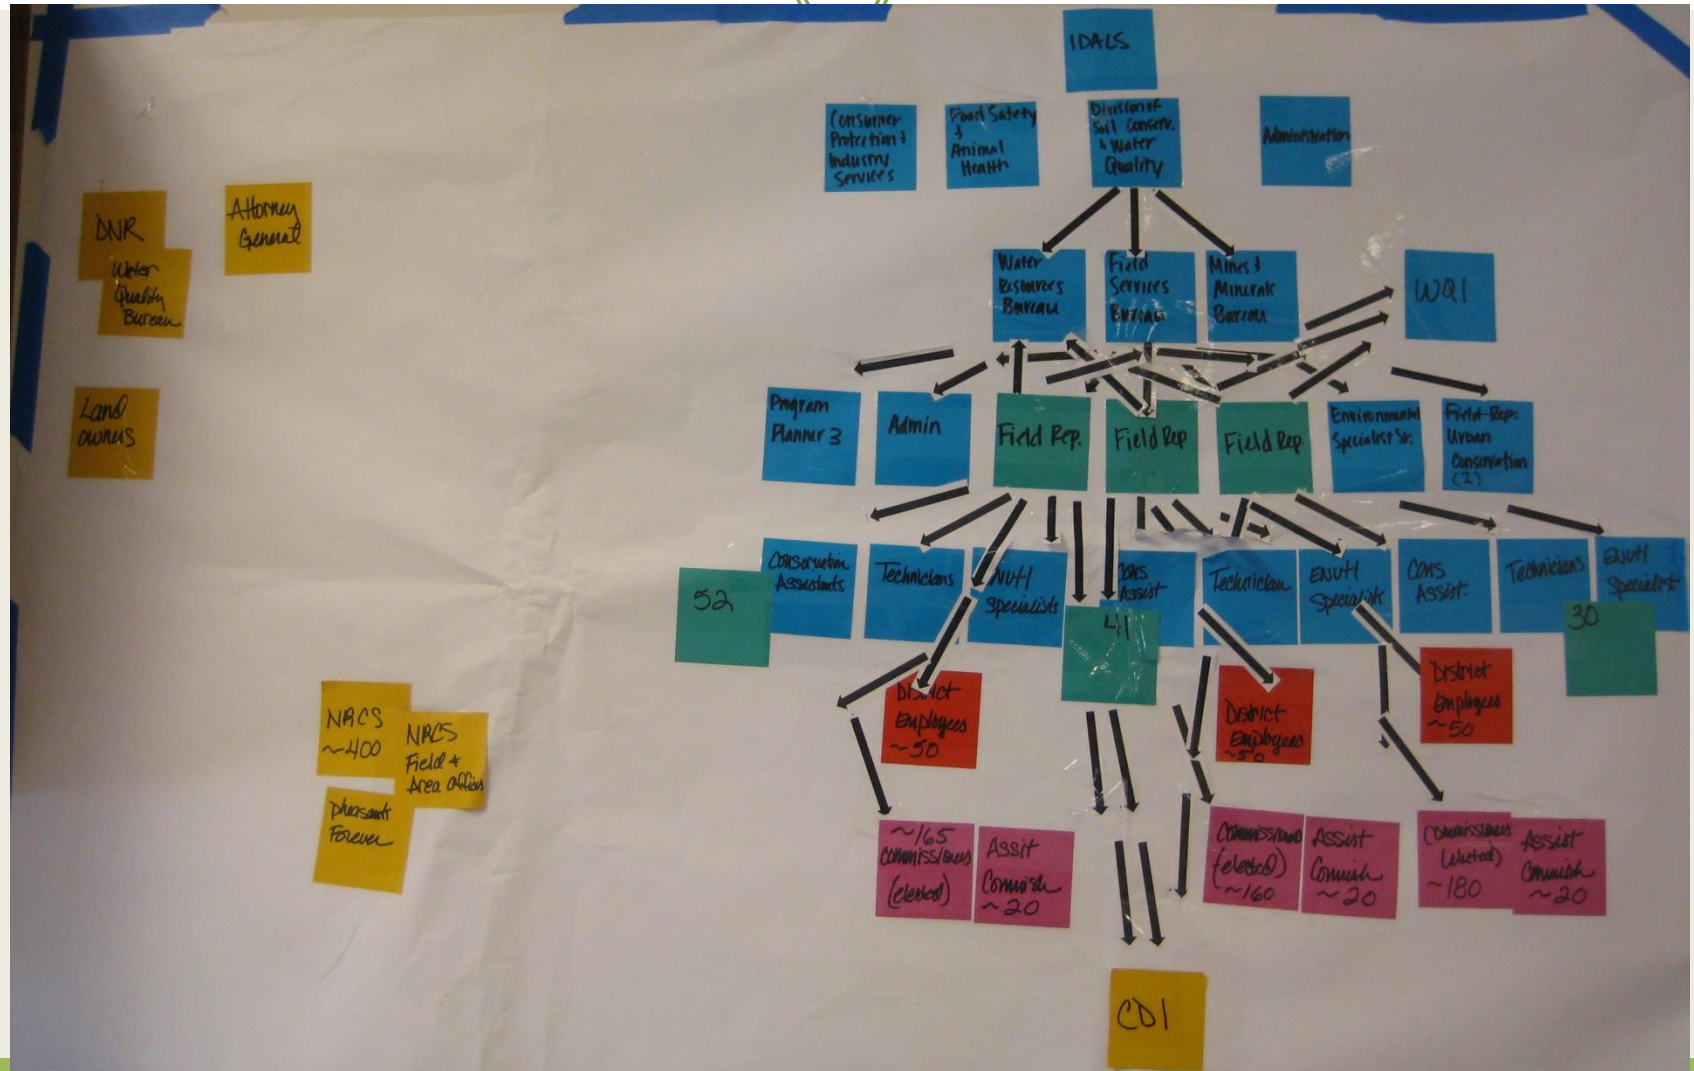 IDALS
Consumer
Protection &
Industry
Services
Food Safety
&
Animal
Health
Division of
Soil Conserv.
& Water
Quality
Administration
DNR
Water
Quality
Bureau
Attorney
General
Water
Resources
Bureau
Field
Services
Bureau
Mines &
Minerals
Bureau
WQI
Land
owners
Program
Planner 3
Admin
Field Rep.
Field Rep
Field Rep
Environmental
Specialist Sr.
Field Rep.
Urban
Conservation
(2)
52
Conservation
Assistants
Technicians
Specialists
41
Cons
Assist
Technician
ENVT'l
Specialists
Cons
Assist.
Technicians
ENVT'l
Specialist
30
NRCS
~400
NRCS
Field &
Area Offices
Pheasants
Forever
District
Employees
~50
District
Employees
~50
District
Employees
~50
~165
Commissioners
(elected)
Assit
Commish
~20
Commissioners
(elected)
~160
Assist
Commish
~20
Commissioners
(elected)
~180
Assist
Commish
~20
CDI